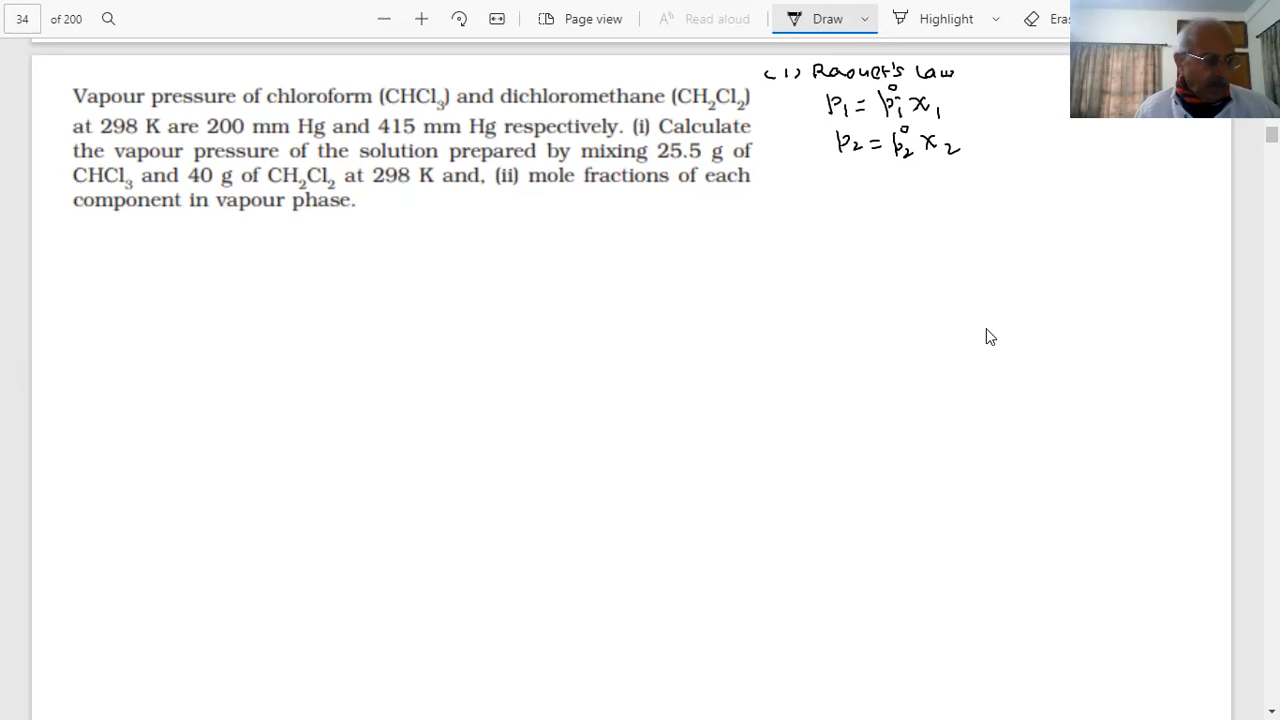 34 of 200 Page view Read aloud Draw Highlight
Vapour pressure of chloroform (CHCl₃) and dichloromethane (CH₂Cl₂)
at 298 K are 200 mm Hg and 415 mm Hg respectively. (i) Calculate
the vapour pressure of the solution prepared by mixing 25.5 g of
CHCl₃ and 40 g of CH₂Cl₂ at 298 K and, (ii) mole fractions of each
component in vapour phase.
(1) Raoult's Law
p₁ = p₁° x₁
p₂ = p₂° x₂